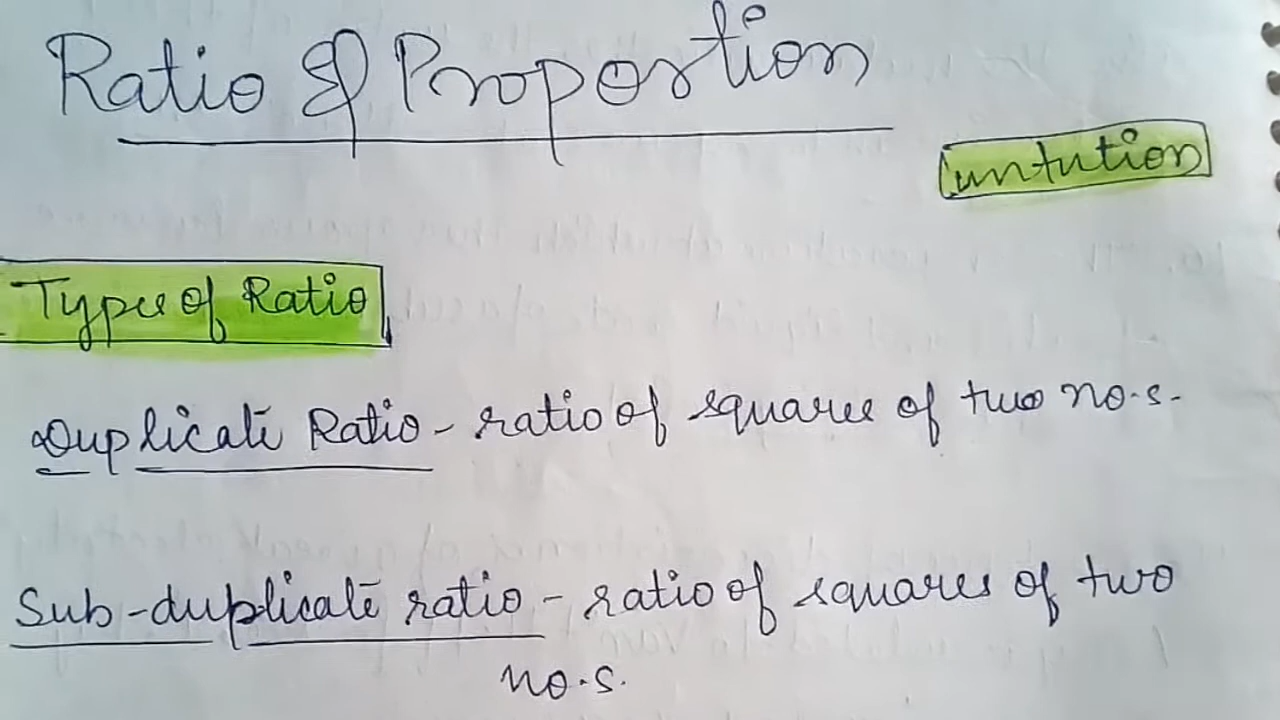 Ratio & Proportion
untution
Types of Ratio
Duplicate Ratio - ratio of squares of two no.s.
Sub-duplicate ratio - ratio of squares of two
no.s.